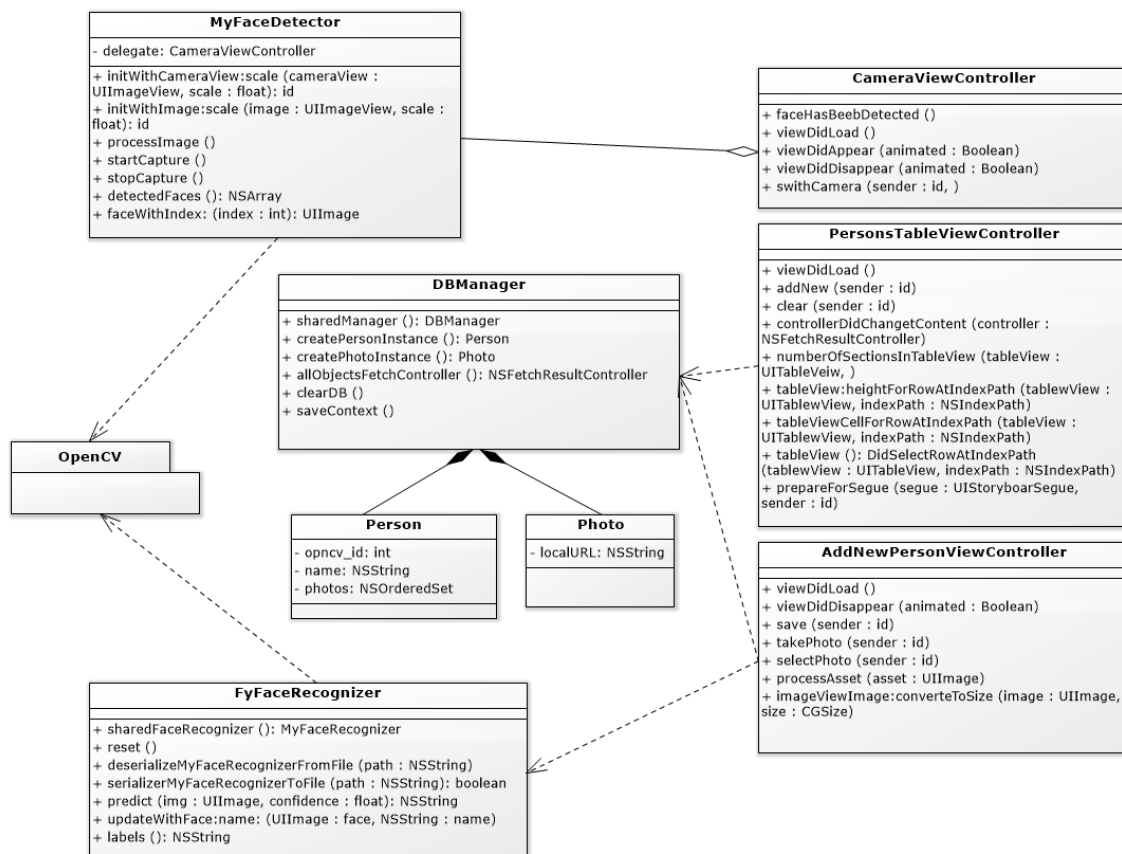 MyFaceDetector
- delegate: CameraViewController
+ initWithCameraView:scale (cameraView :
UIImageView, scale : float): id
+ initWithImage:scale (image : UIImageView, scale :
float): id
+ processImage ()
+ startCapture ()
+ stopCapture ()
+ detectedFaces (): NSArray
+ faceWithIndex: (index : int): UIImage
CameraViewController
+ faceHasBeebDetected ()
+ viewDidLoad ()
+ viewDidAppear (animated : Boolean)
+ viewDidDisappear (animated : Boolean)
+ swithCamera (sender : id, )
PersonsTableViewController
+ viewDidLoad ()
+ addNew (sender : id)
+ clear (sender : id)
+ controllerDidChangetContent (controller :
NSFetchResultController)
+ numberOfSectionsInTableView (tableView :
UITableVeiw, )
+ tableView:heightForRowAtIndexPath (tablewView :
UITablewView, indexPath : NSIndexPath)
+ tableViewCellForRowAtIndexPath (tableView :
UITablewView, indexPath : NSIndexPath)
+ tableView (): DidSelectRowAtIndexPath
(tablewView : UITableView, indexPath : NSIndexPath)
+ prepareForSegue (segue : UIStoryboarSegue,
sender : id)
DBManager
+ sharedManager (): DBManager
+ createPersonInstance (): Person
+ createPhotoInstance (): Photo
+ allObjectsFetchController (): NSFetchResultController
+ clearDB ()
+ saveContext ()
OpenCV
Person
- opncv_id: int
- name: NSString
- photos: NSOrderedSet
Photo
- localURL: NSString
AddNewPersonViewController
+ viewDidLoad ()
+ viewDidDisappear (animated : Boolean)
+ save (sender : id)
+ takePhoto (sender : id)
+ selectPhoto (sender : id)
+ processAsset (asset : UIImage)
+ imageViewImage:converteToSize (image : UIImage,
size : CGSize)
FyFaceRecognizer
+ sharedFaceRecognizer (): MyFaceRecognizer
+ reset ()
+ deserializeMyFaceRecognizerFromFile (path : NSString)
+ serializerMyFaceRecognizerToFile (path : NSString): boolean
+ predict (img : UIImage, confidence : float): NSString
+ updateWithFace:name: (UIImage : face, NSString : name)
+ labels (): NSString